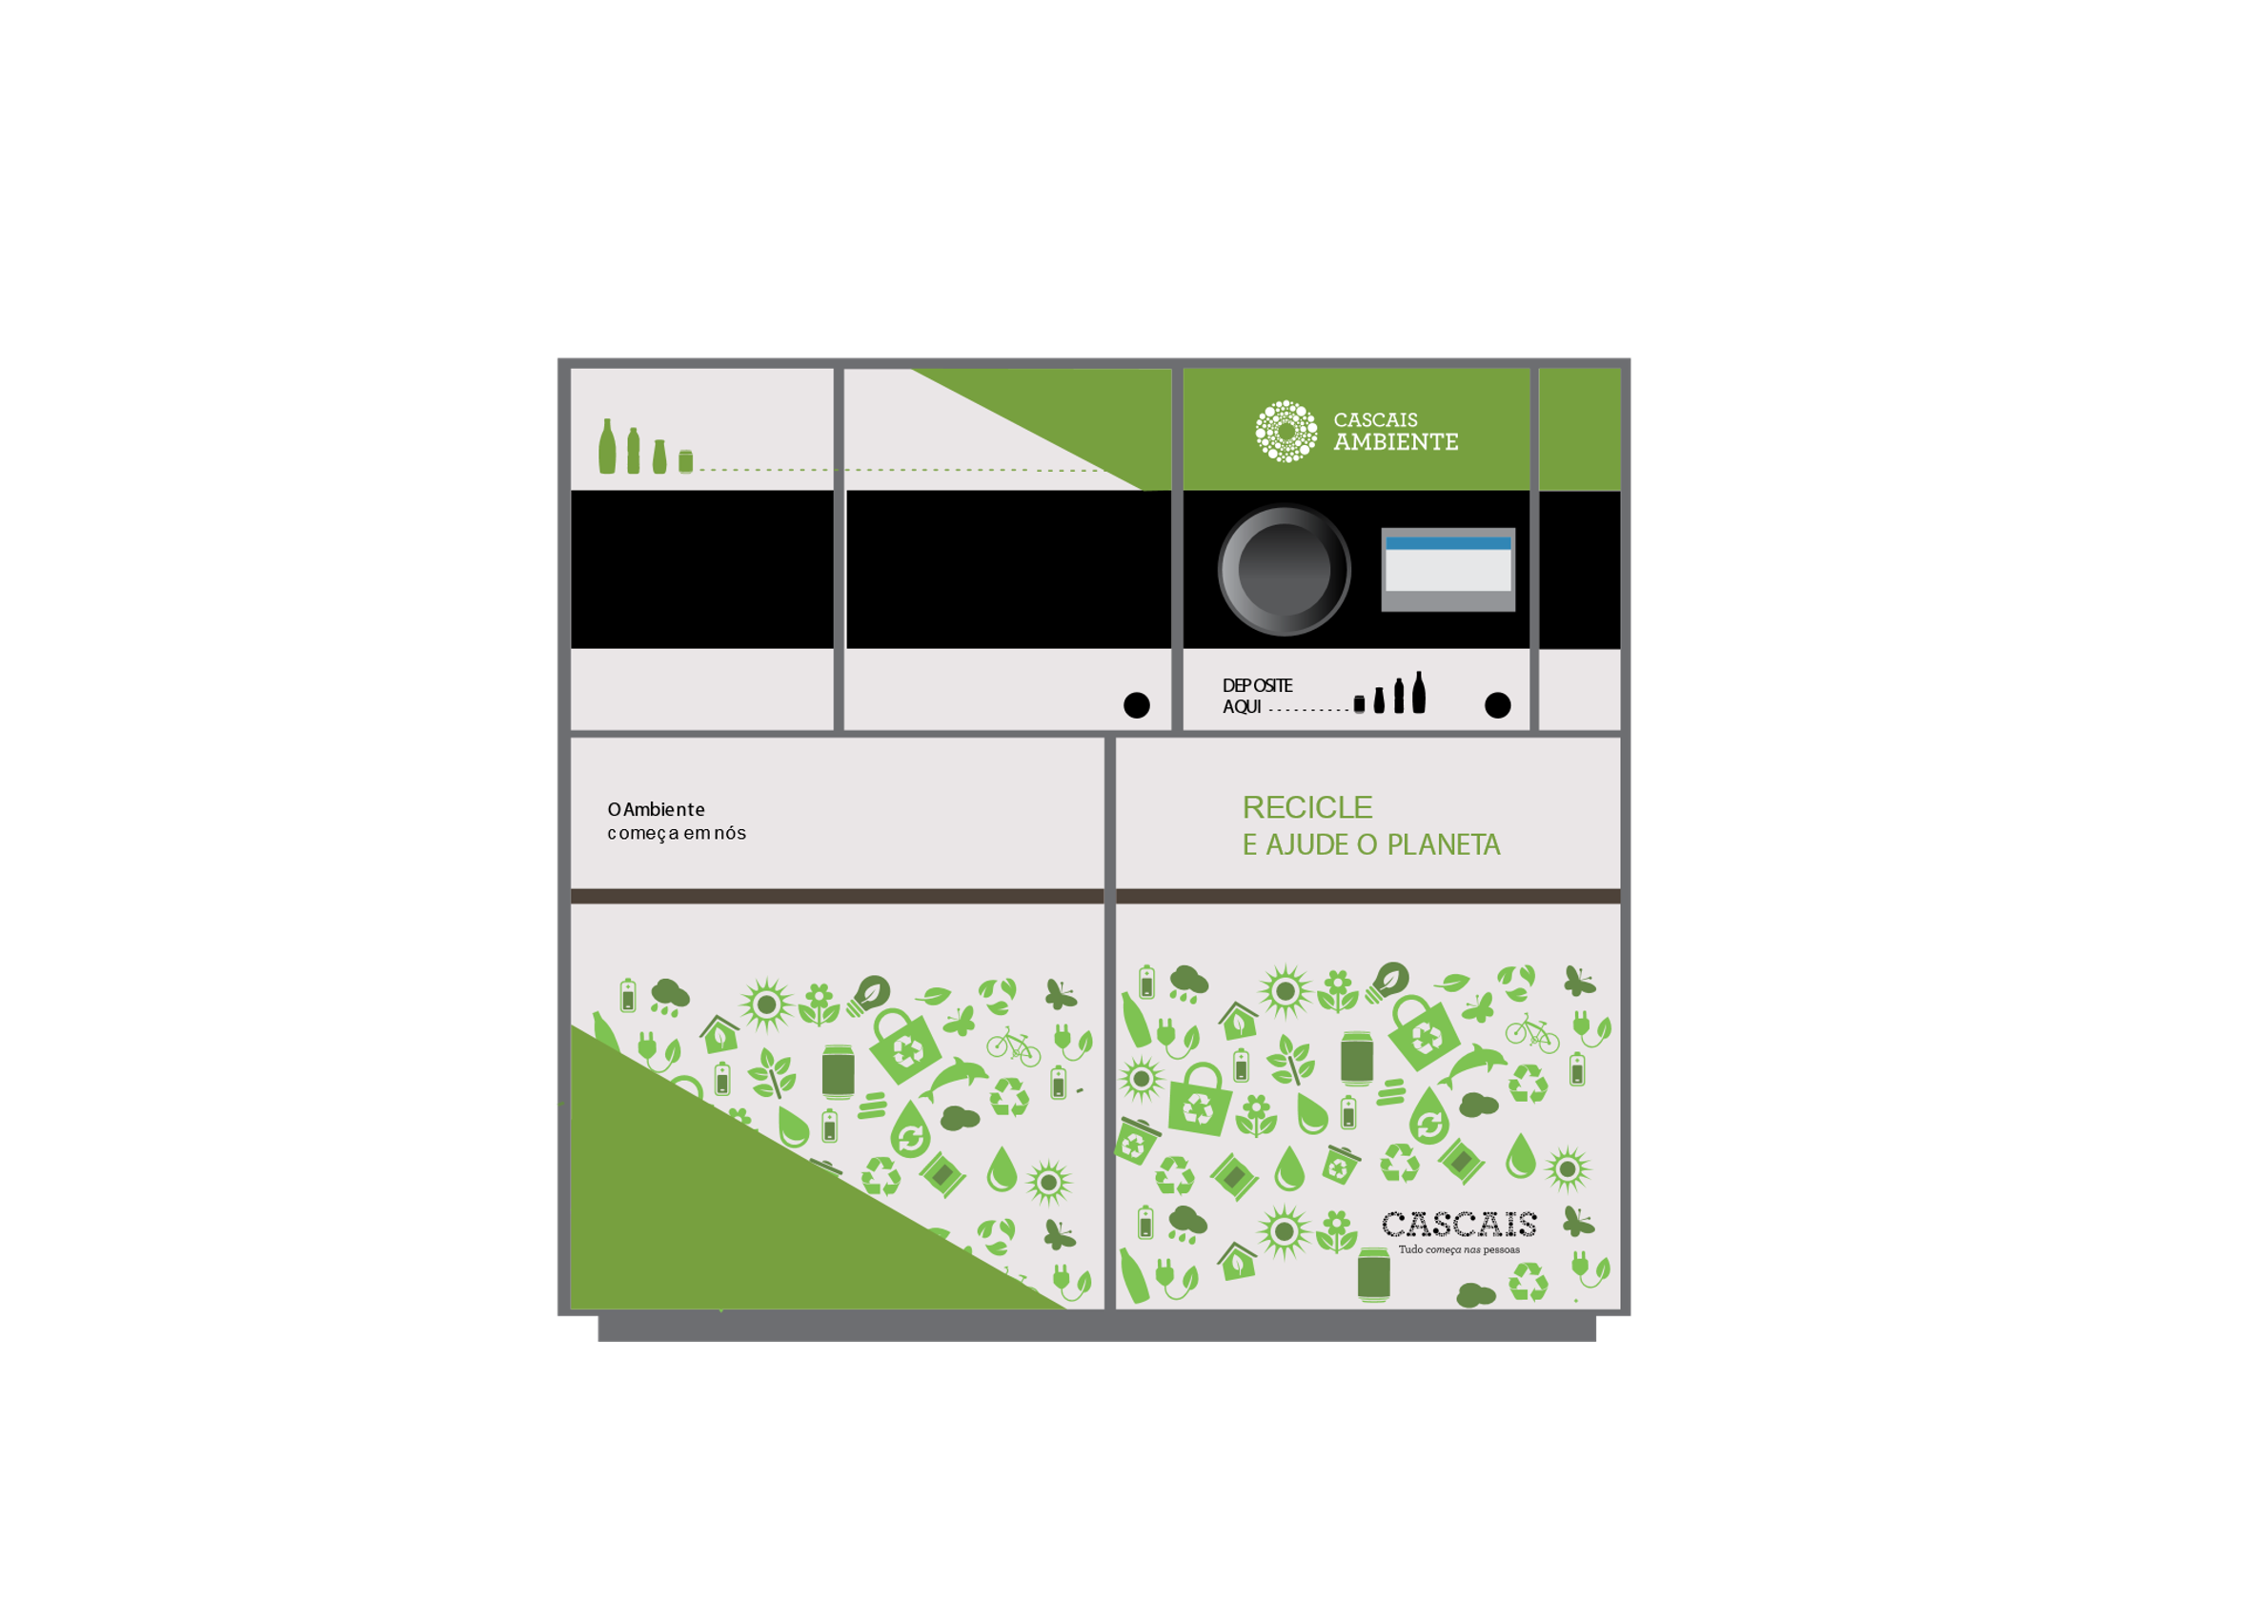 CASCAIS
AMBIENTE
DEPOSITE
AQUI
O Ambiente
começa em nós
RECICLE
E AJUDE O PLANETA
CASCAIS
Tudo começa nas pessoas